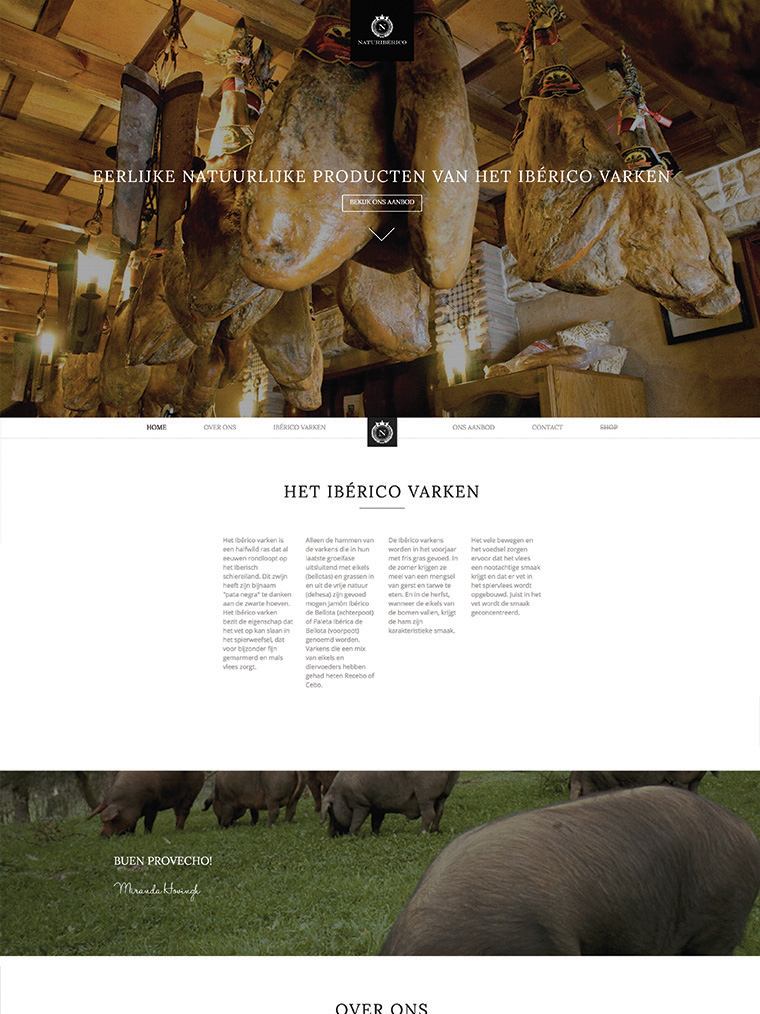 N
NATURIBERICO
EERLIJKE NATUURLIJKE PRODUCTEN VAN HET IBÉRICO VARKEN
BEKIJK ONS AANBOD
HOME OVER ONS IBÉRICO VARKEN N ONS AANBOD CONTACT SHOP
HET IBÉRICO VARKEN
Het Ibérico varken is
een halfwild ras dat al
eeuwen rondloopt op
het Iberisch
schiereiland. Dit zwijn
heeft zijn bijnaam
"pata negra" te danken
aan de zwarte hoeven.
Het Ibérico varken
bezit de eigenschap dat
het vet op kan slaan in
het spierweefsel, dat
voor bijzonder fijn
gemarmerd en mals
vlees zorgt.
Alleen de hammen van
de varkens die in hun
laatste groeifase
uitsluitend met eikels
(bellotas) en grassen in
en uit de vrije natuur
(dehesa) zijn gevoed
mogen Jamón Ibérico
de Bellota (achterpoot)
of Paleta Ibérica de
Bellota (voorpoot)
genoemd worden.
Varkens die een mix
van eikels en
diervoeders hebben
gehad heten Recebo of
Cebo.
De Ibérico varkens
worden in het voorjaar
met fris gras gevoed. In
de zomer krijgen ze
meel van een mengsel
van gerst en tarwe te
eten. En in de herfst,
wanneer de eikels van
de bomen vallen, krijgt
de ham zijn
karakteristieke smaak.
Het vele bewegen en
het voedsel zorgen
ervoor dat het vlees
een nootachtige smaak
krijgt en dat er vet in
het spiervlees wordt
opgebouwd. Juist in het
vet wordt de smaak
geconcentreerd.
BUEN PROVECHO!
Miranda Hovingh
OVER ONS